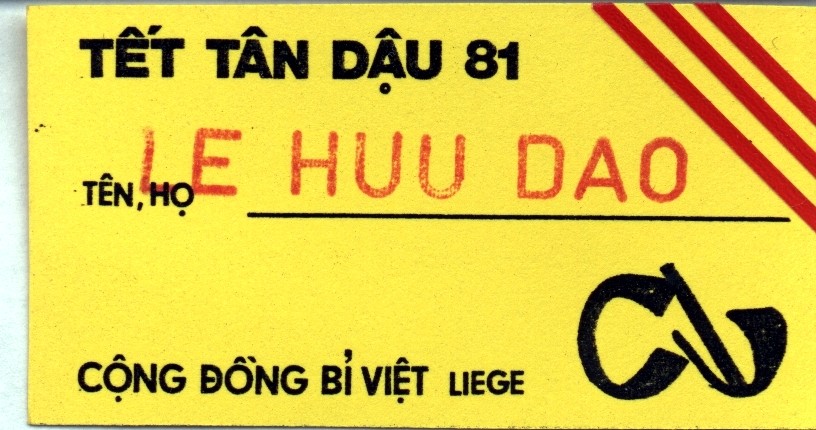 TẾT TÂN DẬU 81
LE HUU DAO
TÊN, HỌ
CỘNG ĐỒNG BỈ VIỆT LIEGE